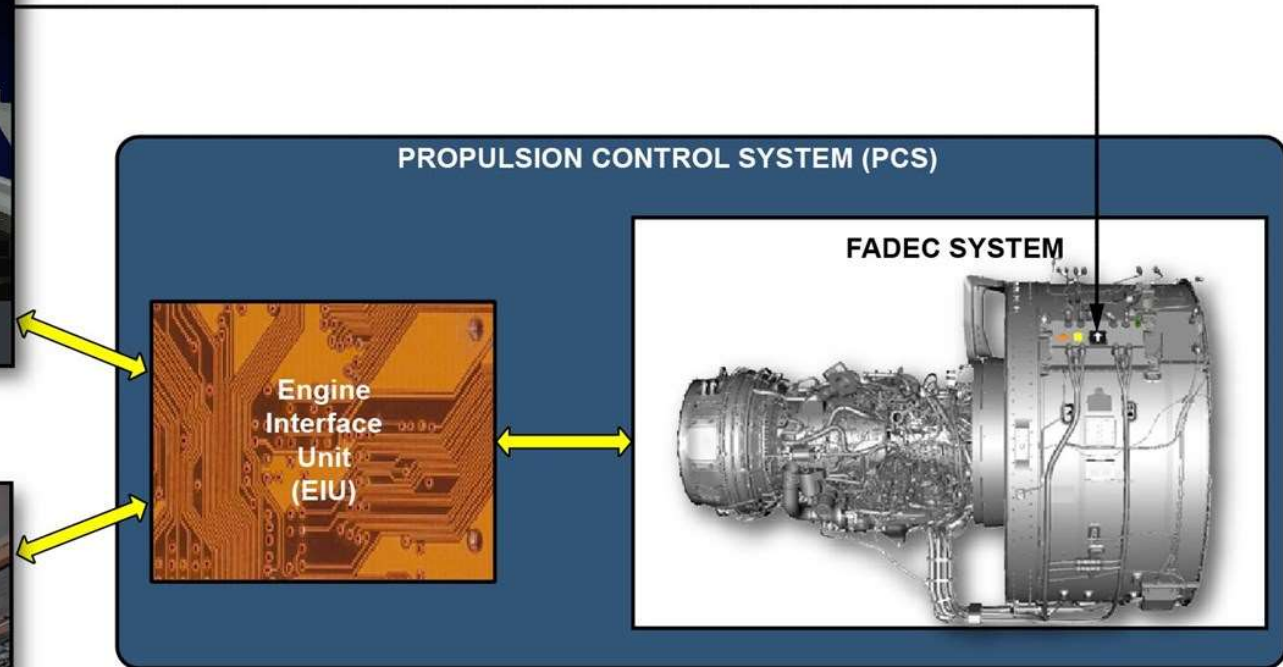 PROPULSION CONTROL SYSTEM (PCS)
FADEC SYSTEM
Engine
Interface
Unit
(EIU)